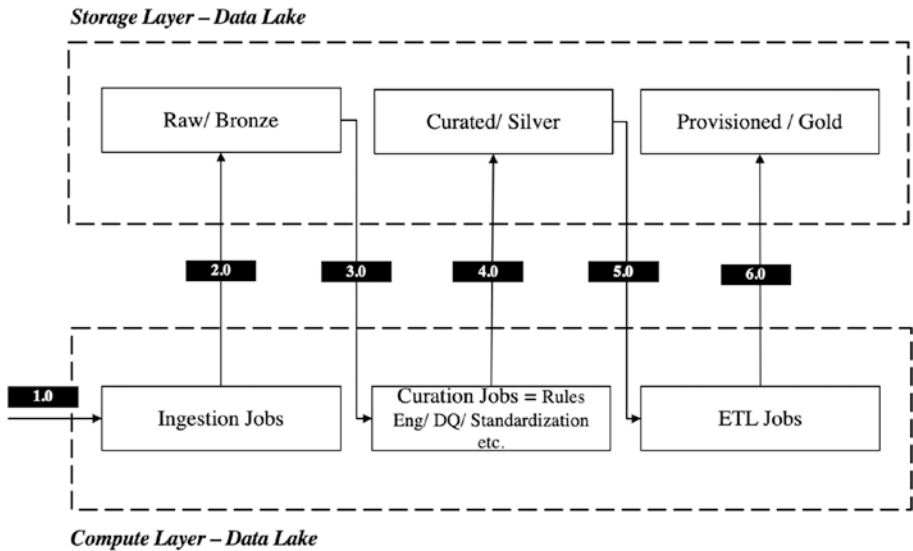 Storage Layer – Data Lake
Raw/ Bronze
Curated/ Silver
Provisioned / Gold
2.0
3.0
4.0
5.0
6.0
1.0
Ingestion Jobs
Curation Jobs = Rules
Eng/ DQ/ Standardization
etc.
ETL Jobs
Compute Layer – Data Lake